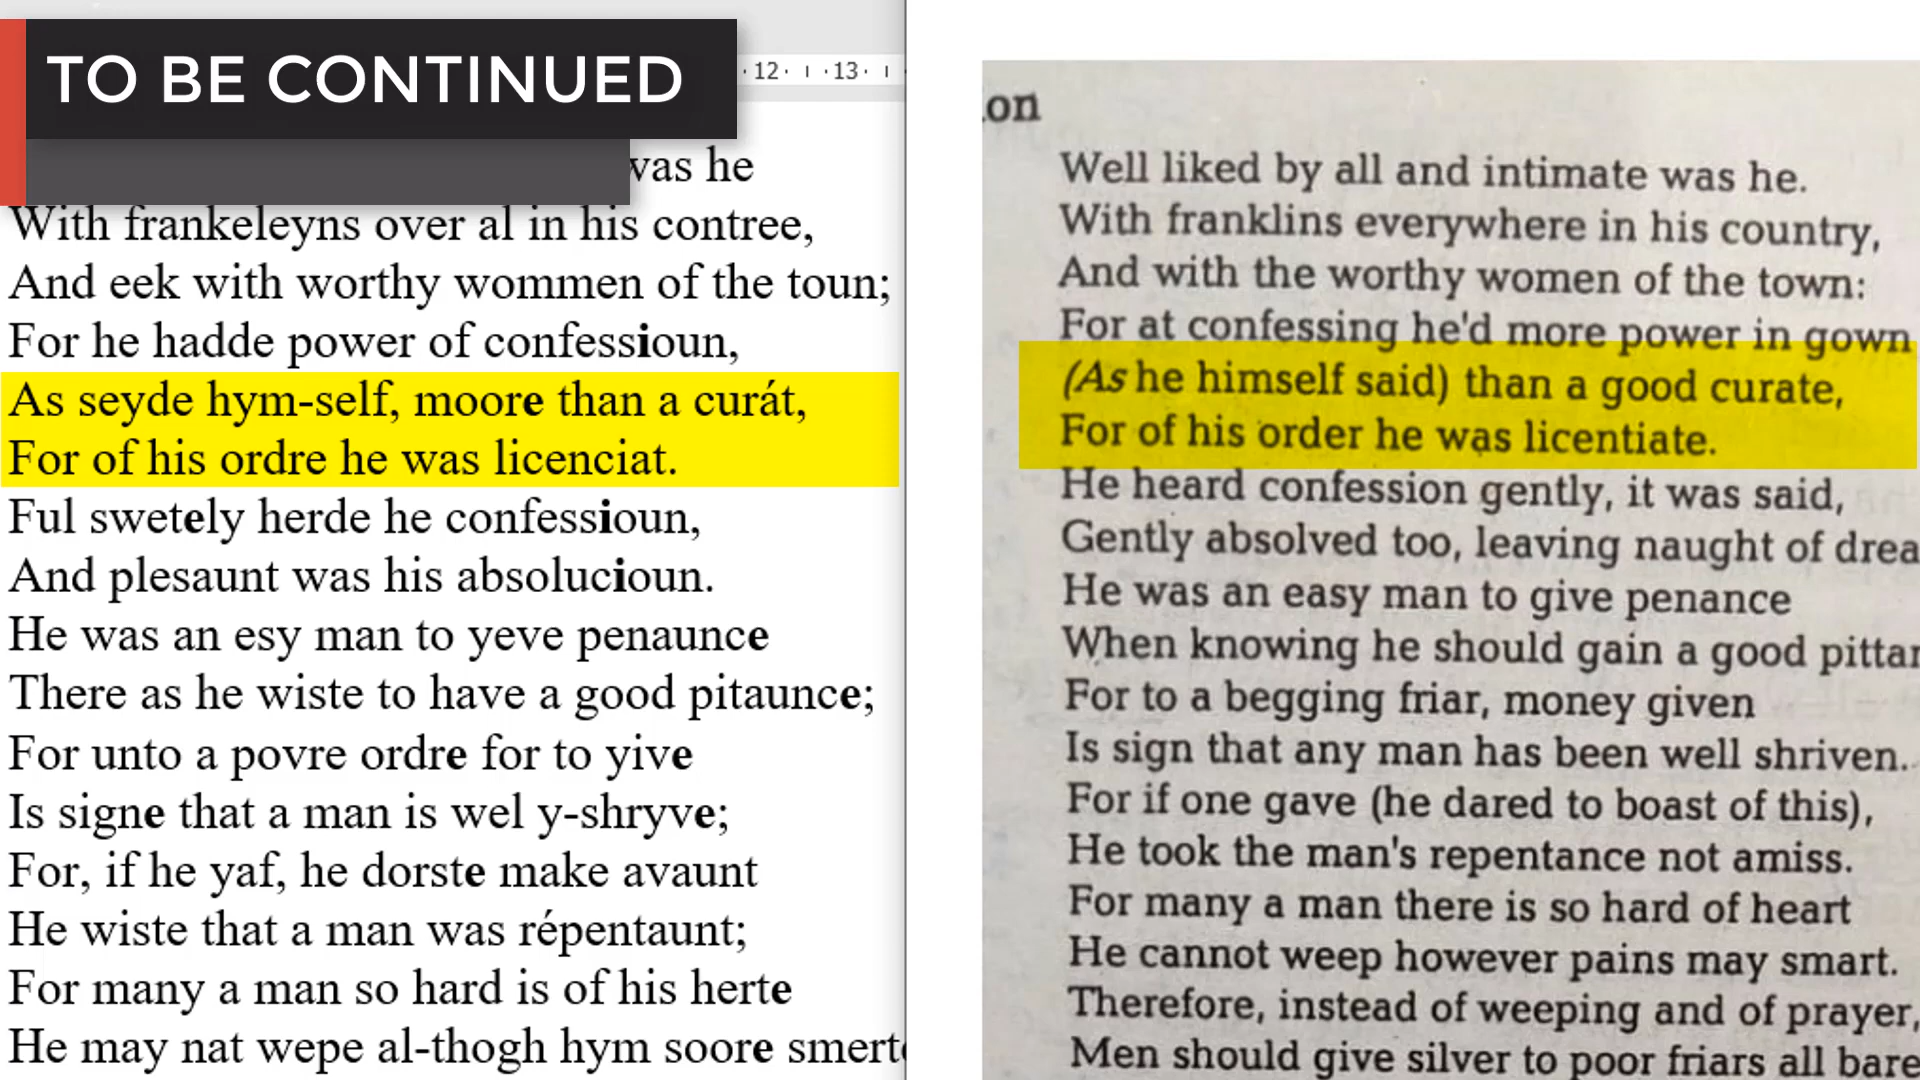 TO BE CONTINUED
12 13
was he
With frankeleyns over al in his contree,
And eek with worthy wommen of the toun;
For he hadde power of confessioun,
As seyde hym-self, moore than a curát,
For of his ordre he was licenciat.
Ful swetely herde he confessioun,
And plesaunt was his absolucioun.
He was an esy man to yeve penaunce
There as he wiste to have a good pitaunce;
For unto a povre ordre for to yive
Is signe that a man is wel y-shryve;
For, if he yaf, he dorste make avaunt
He wiste that a man was répentaunt;
For many a man so hard is of his herte
He may nat wepe al-thogh hym soore smerte
on
Well liked by all and intimate was he.
With franklins everywhere in his country,
And with the worthy women of the town:
For at confessing he'd more power in gown
(As he himself said) than a good curate,
For of his order he was licentiate.
He heard confession gently, it was said,
Gently absolved too, leaving naught of drea
He was an easy man to give penance
When knowing he should gain a good pittan
For to a begging friar, money given
Is sign that any man has been well shriven.
For if one gave (he dared to boast of this),
He took the man's repentance not amiss.
For many a man there is so hard of heart
He cannot weep however pains may smart.
Therefore, instead of weeping and of prayer,
Men should give silver to poor friars all bare